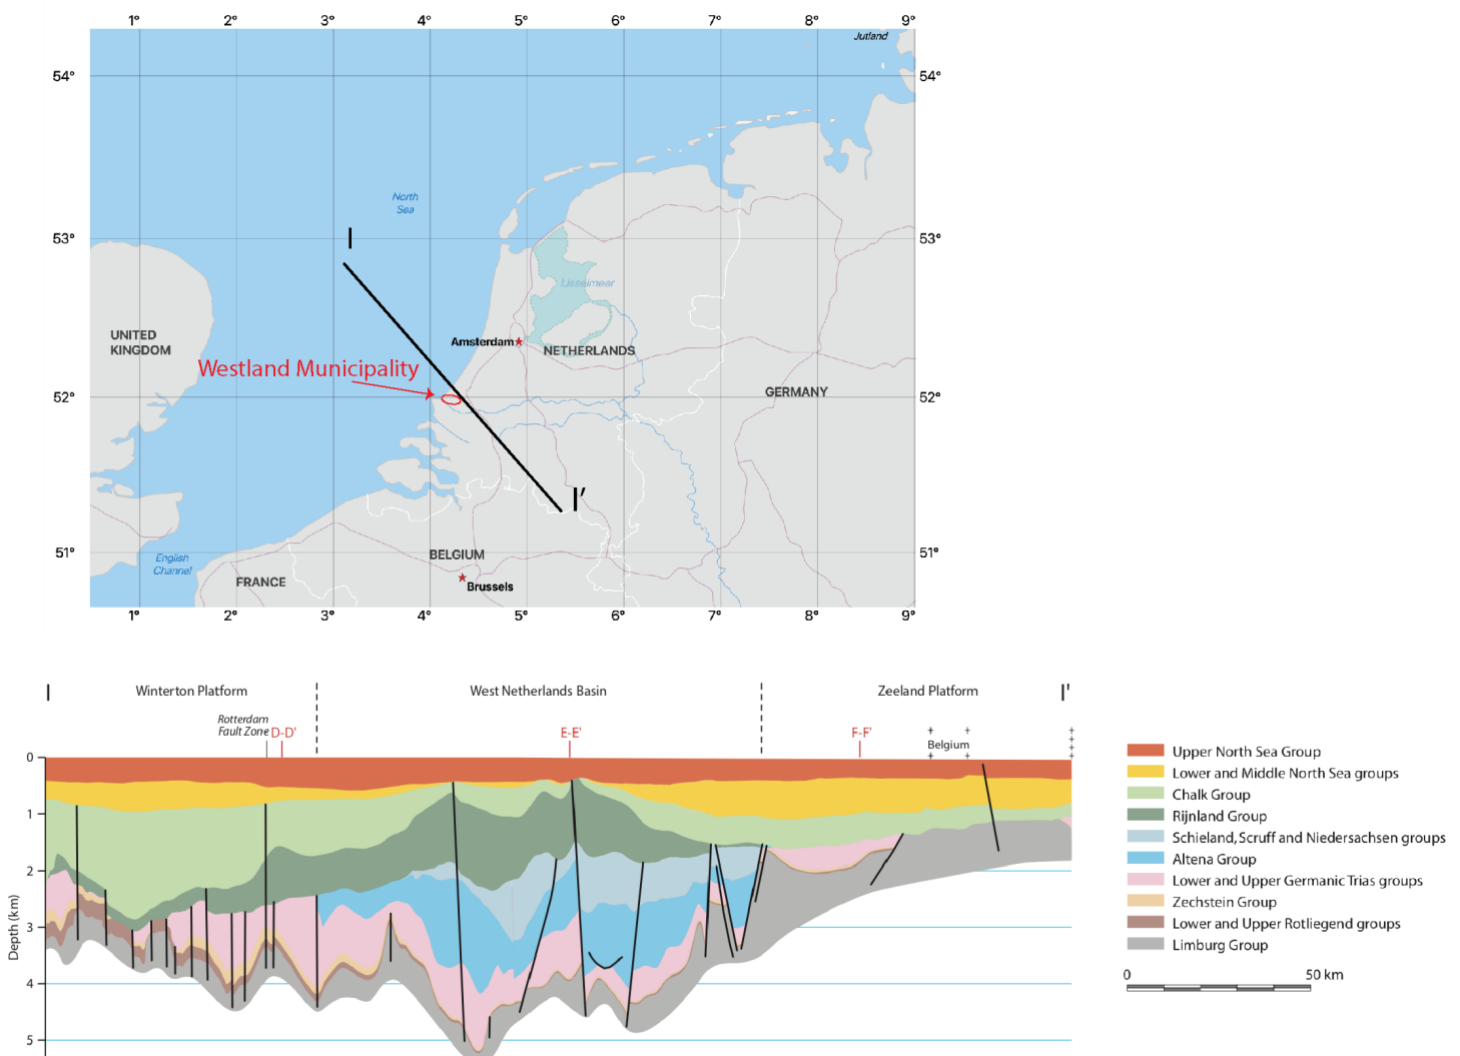 1° 2° 3° 4° 5° 6° 7° 8° 9°
Jutland
54° 54°
North
Sea
I
53° 53°
IJsselmeer
UNITED
KINGDOM
Amsterdam
NETHERLANDS
Westland Municipality
GERMANY
52° 52°
I′
English
Channel
BELGIUM
51° 51°
FRANCE
Brussels
1° 2° 3° 4° 5° 6° 7° 8° 9°
I Winterton Platform West Netherlands Basin Zeeland Platform I'
Rotterdam
Fault Zone D-D' E-E' F-F'
Belgium
0
1
2
3
4
5
Depth (km)
Upper North Sea Group
Lower and Middle North Sea groups
Chalk Group
Rijnland Group
Schieland, Scruff and Niedersachsen groups
Altena Group
Lower and Upper Germanic Trias groups
Zechstein Group
Lower and Upper Rotliegend groups
Limburg Group
0 50 km